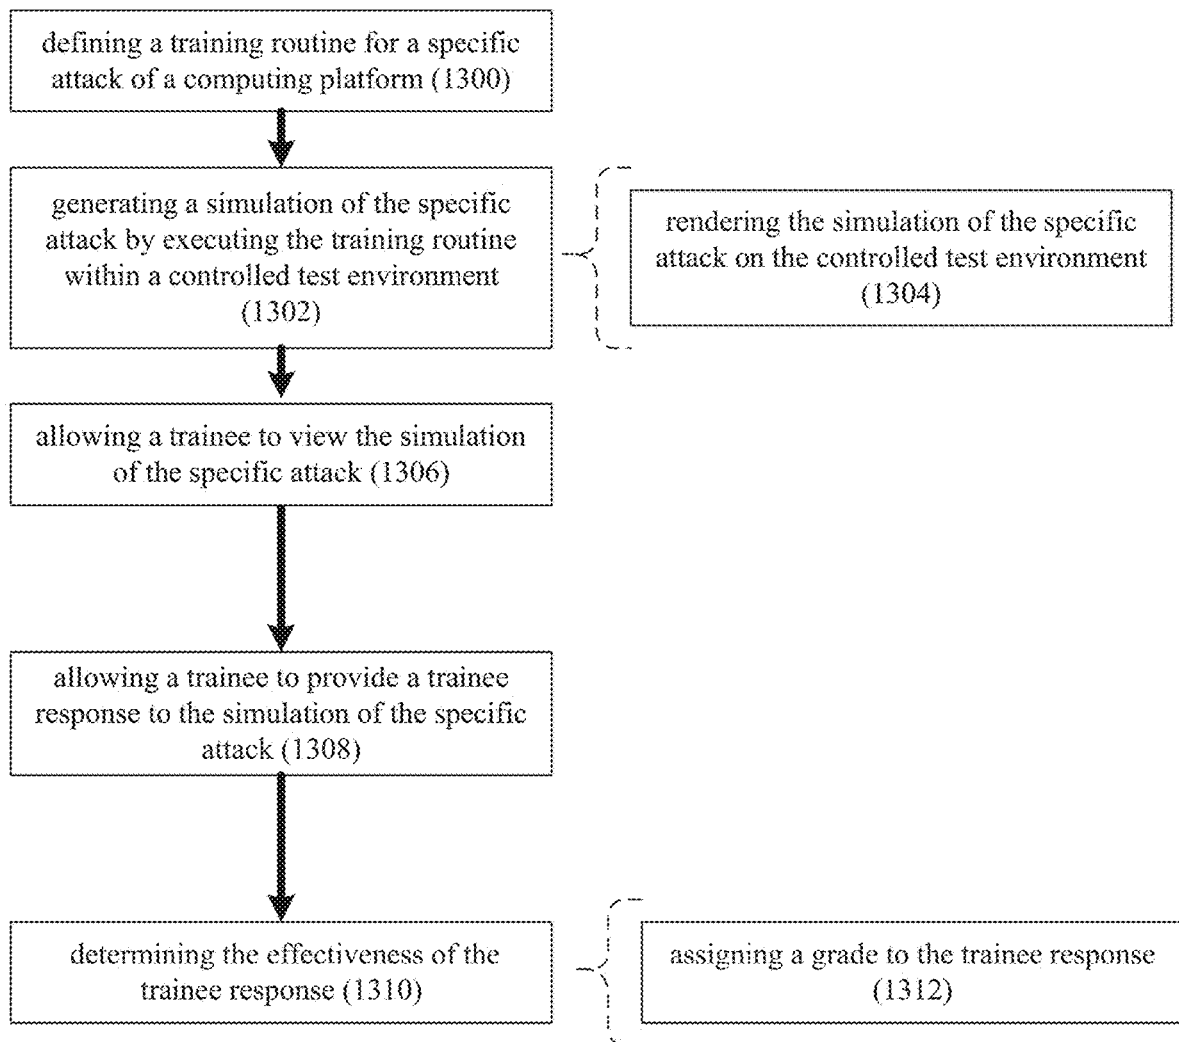 defining a training routine for a specific
attack of a computing platform (1300)
generating a simulation of the specific
attack by executing the training routine
within a controlled test environment
(1302)
rendering the simulation of the specific
attack on the controlled test environment
(1304)
allowing a trainee to view the simulation
of the specific attack (1306)
allowing a trainee to provide a trainee
response to the simulation of the specific
attack (1308)
determining the effectiveness of the
trainee response (1310)
assigning a grade to the trainee response
(1312)